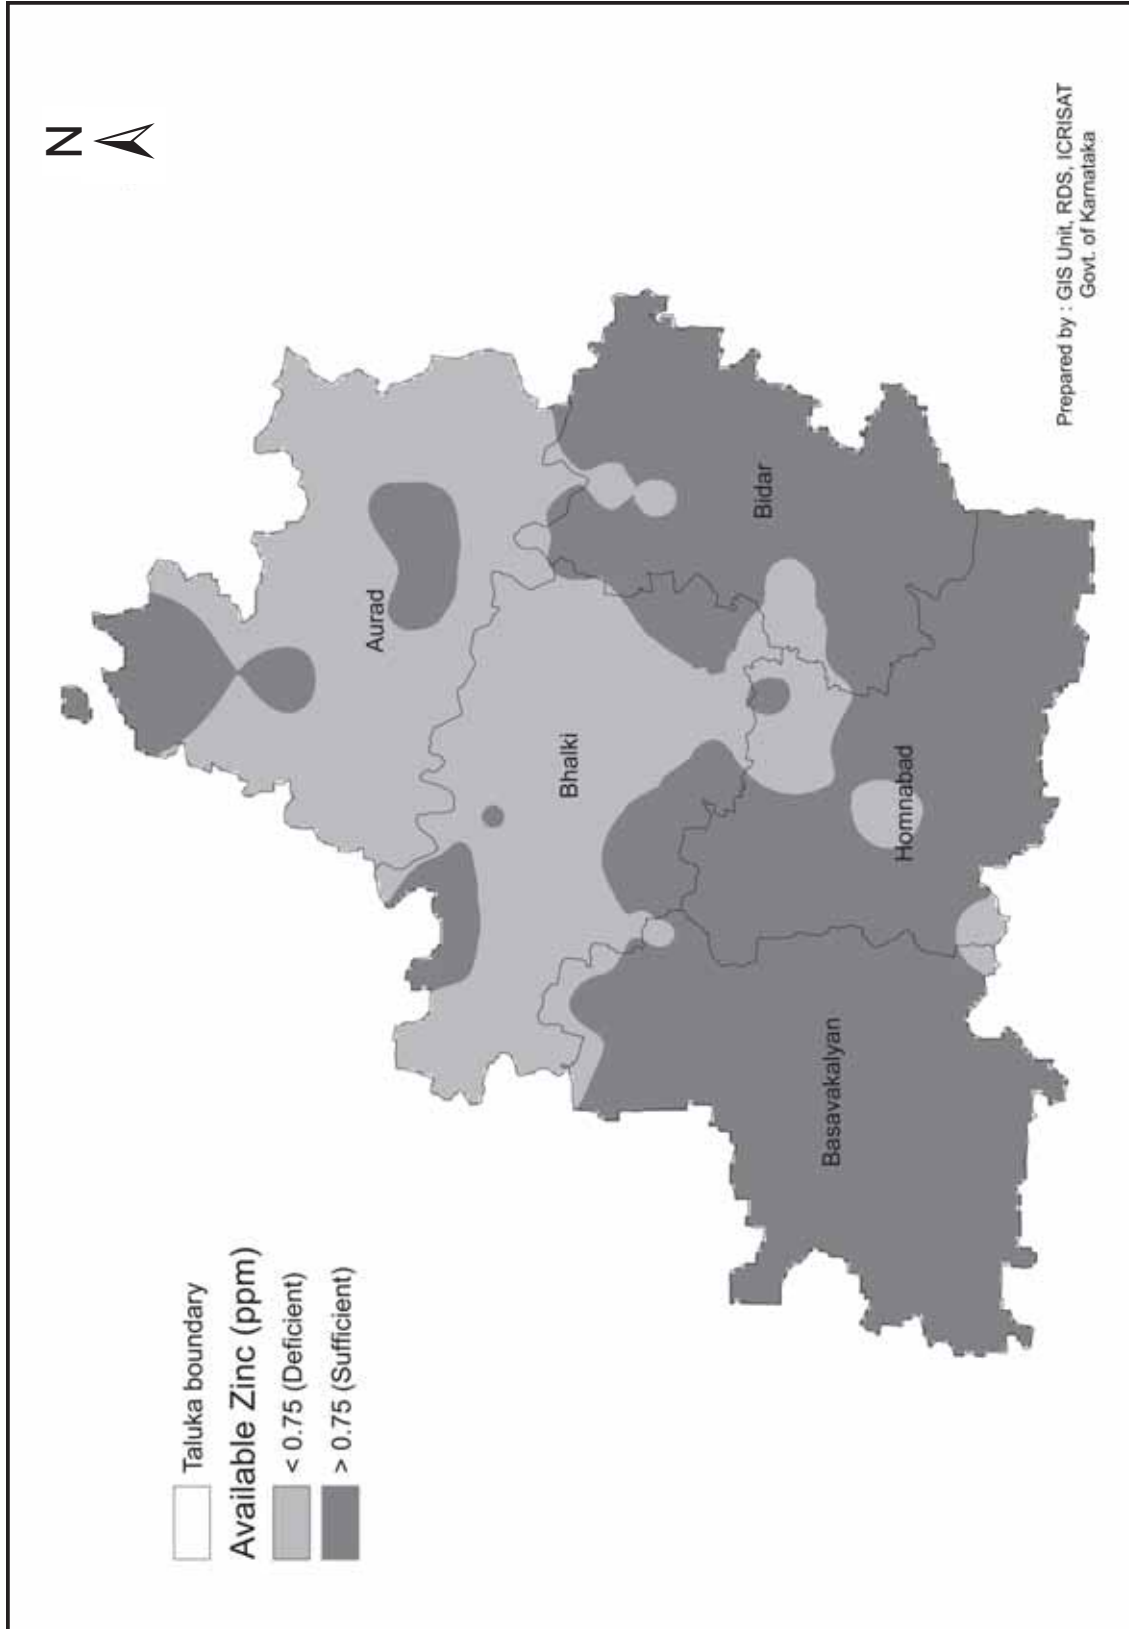 N
Taluka boundary
Available Zinc (ppm)
< 0.75 (Deficient)
> 0.75 (Sufficient)
Aurad
Bhalki
Bidar
Homnabad
Basavakalyan
Prepared by : GIS Unit, RDS, ICRISAT
Govt. of Karnataka